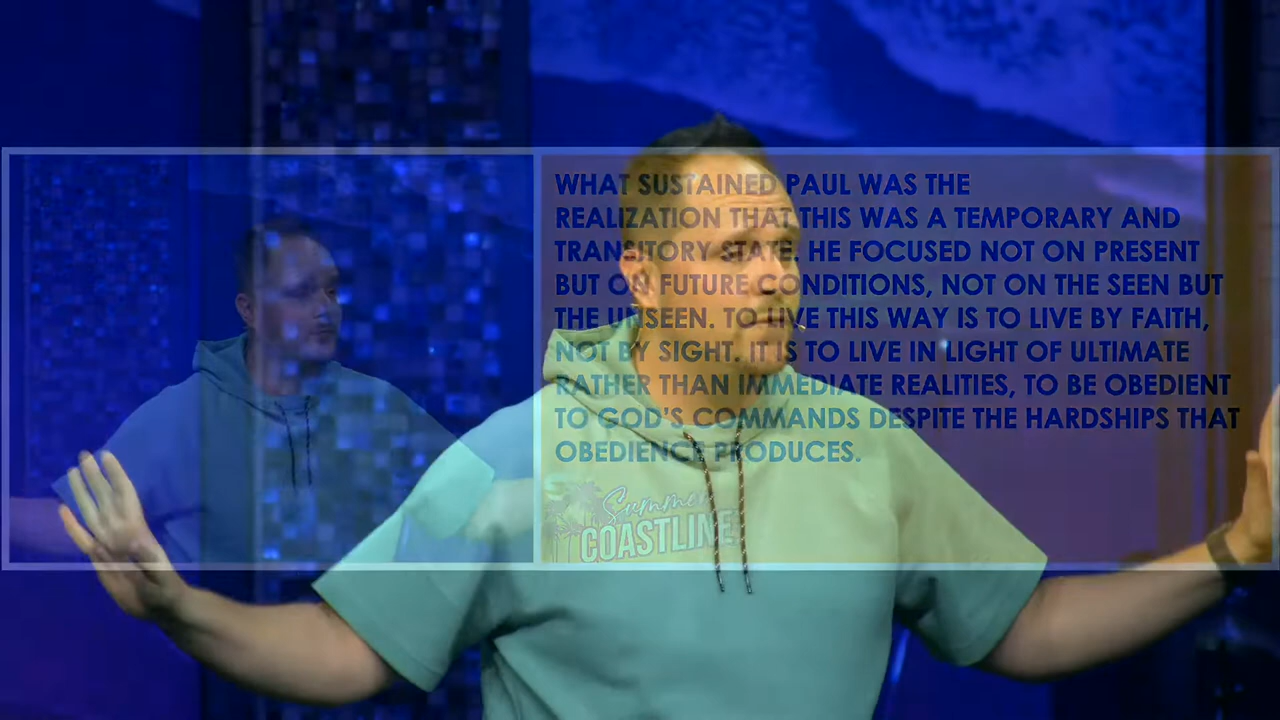 WHAT SUSTAINED PAUL WAS THE
REALIZATION THAT THIS WAS A TEMPORARY AND
TRANSITORY STATE. HE FOCUSED NOT ON PRESENT
BUT ON FUTURE CONDITIONS, NOT ON THE SEEN BUT
THE UNSEEN. TO LIVE THIS WAY IS TO LIVE BY FAITH,
NOT BY SIGHT. IT IS TO LIVE IN LIGHT OF ULTIMATE
RATHER THAN IMMEDIATE REALITIES, TO BE OBEDIENT
TO GOD'S COMMANDS DESPITE THE HARDSHIPS THAT
OBEDIENCE PRODUCES.
Summer
COASTLINE